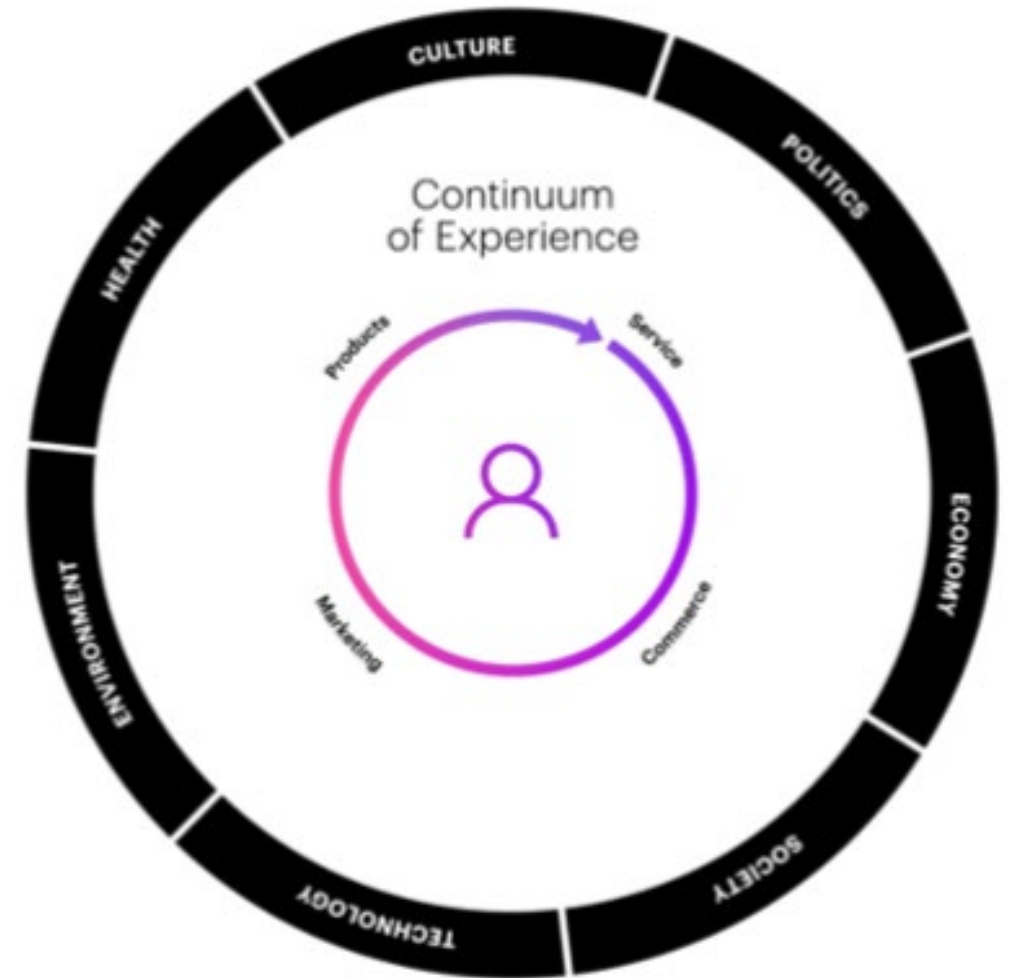 CULTURE
POLITICS
ECONOMY
SOCIETY
TECHNOLOGY
ENVIRONMENT
HEALTH
Continuum
of Experience
Service
Commerce
Marketing
Products